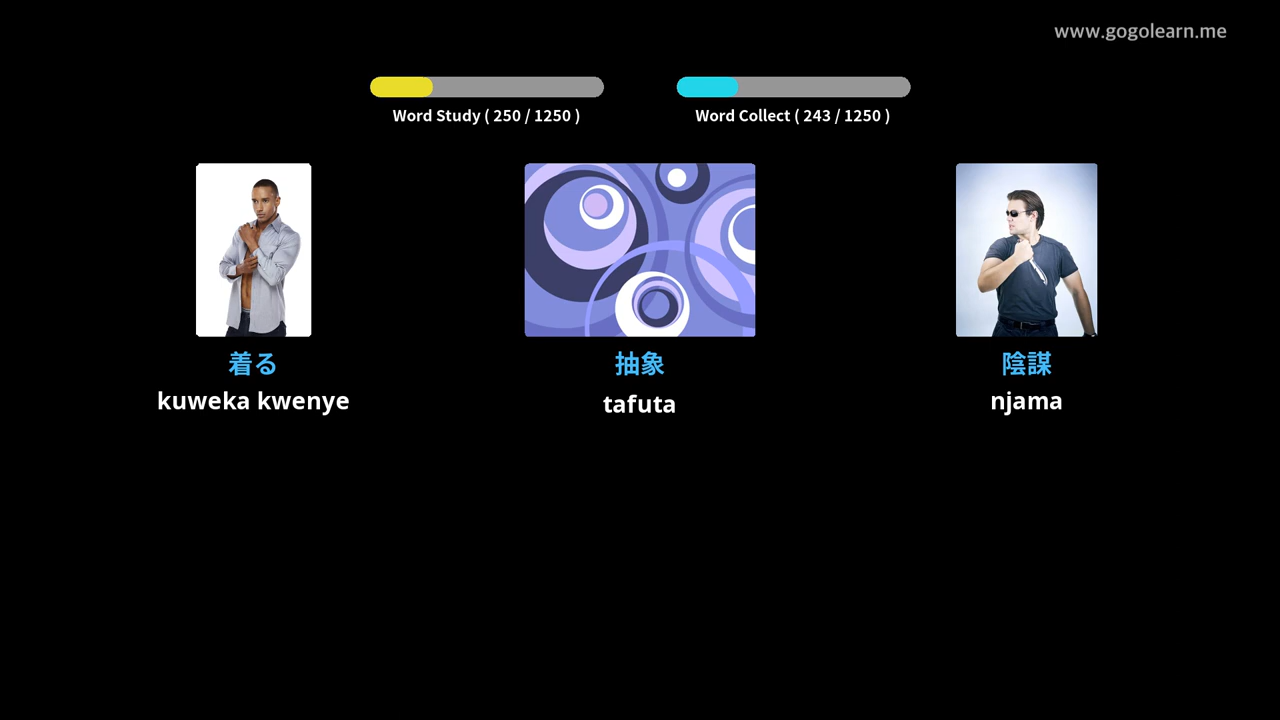 www.gogolearn.me
Word Study ( 250 / 1250 )
Word Collect ( 243 / 1250 )
着る
抽象
陰謀
kuweka kwenye
tafuta
njama